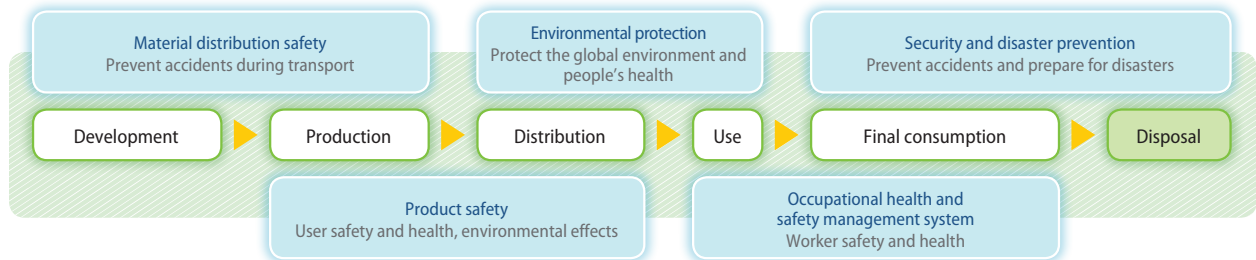 Material distribution safety
Prevent accidents during transport
Environmental protection
Protect the global environment and
people’s health
Security and disaster prevention
Prevent accidents and prepare for disasters
Development
Production
Distribution
Use
Final consumption
Disposal
Product safety
User safety and health, environmental effects
Occupational health and
safety management system
Worker safety and health